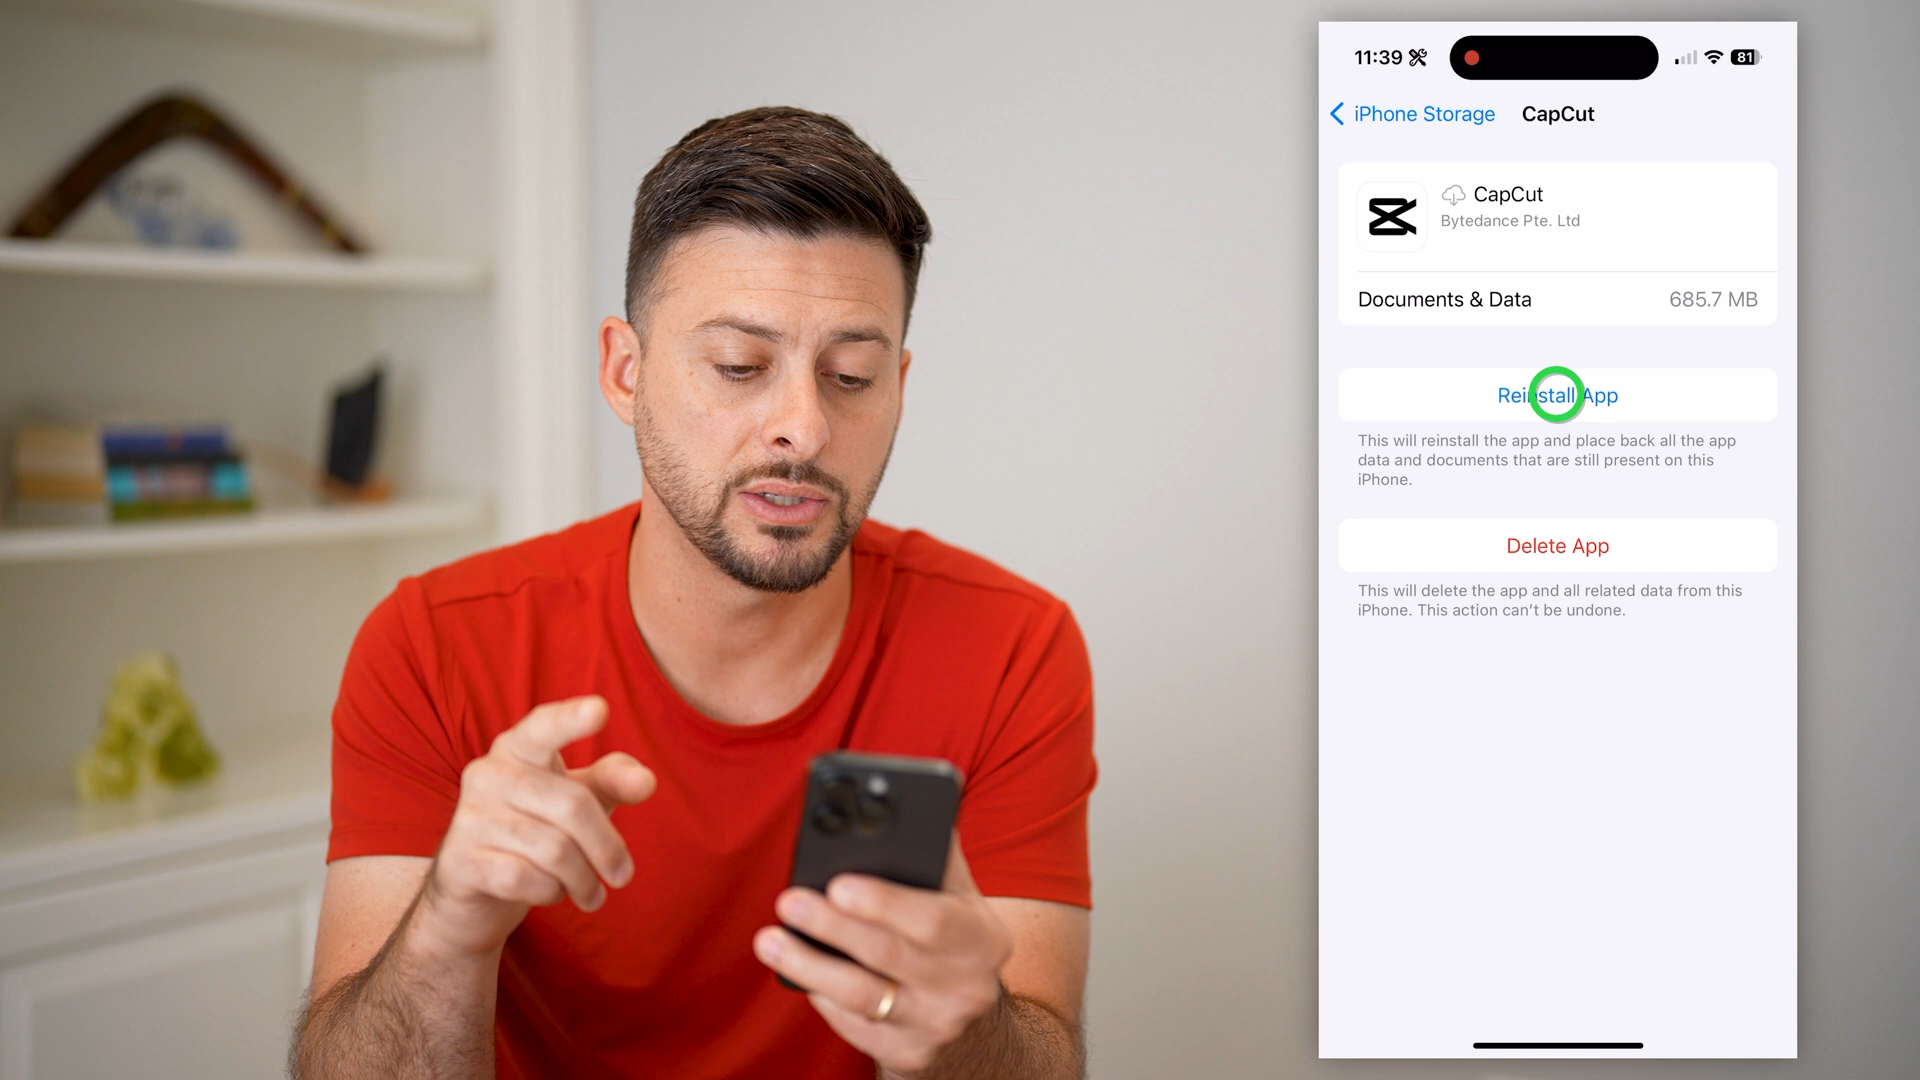 11:39
81
iPhone Storage
CapCut
CapCut
Bytedance Pte. Ltd
Documents & Data
685.7 MB
Reinstall App
This will reinstall the app and place back all the app
data and documents that are still present on this
iPhone.
Delete App
This will delete the app and all related data from this
iPhone. This action can't be undone.